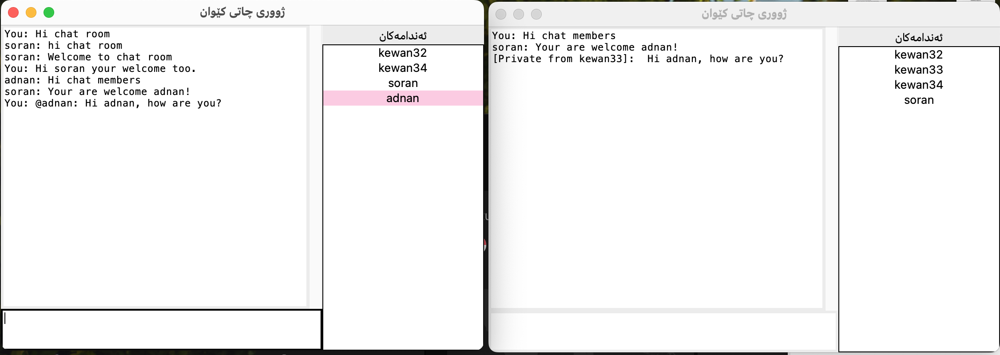 ژووری چاتی کێوان
You: Hi chat room
soran: hi chat room
soran: Welcome to chat room
You: Hi soran your welcome too.
adnan: Hi chat members
soran: Your are welcome adnan!
You: @adnan: Hi adnan, how are you?
ئەندامەکان
kewan32
kewan34
soran
adnan
ژووری چاتی کێوان
You: Hi chat members
soran: Your are welcome adnan!
[Private from kewan33]:  Hi adnan, how are you?
ئەندامەکان
kewan32
kewan33
kewan34
soran